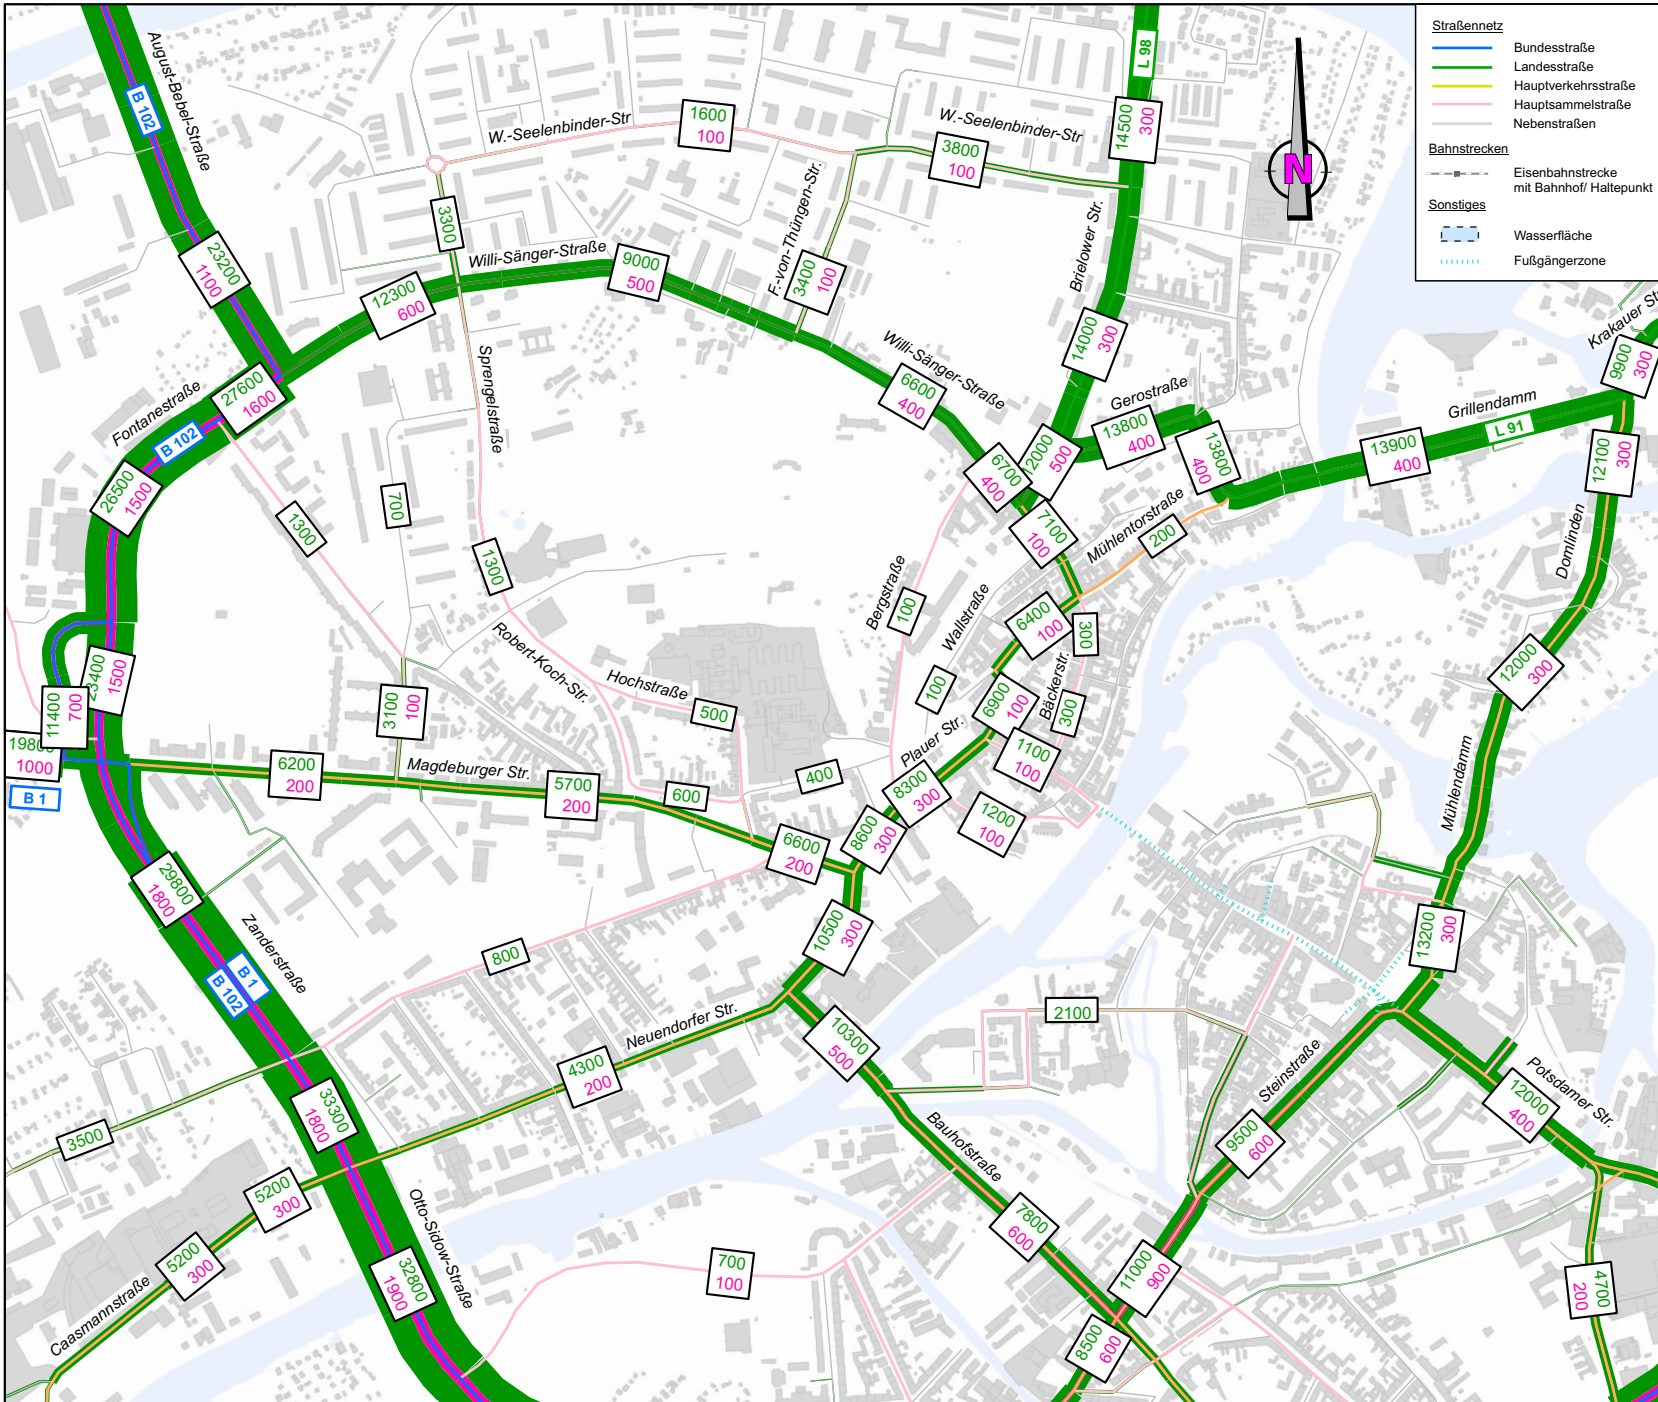 Straßennetz
Bundesstraße
Landesstraße
Hauptverkehrsstraße
Hauptsammelstraße
Nebenstraßen
Bahnstrecken
Eisenbahnstrecke
mit Bahnhof/ Haltepunkt
Sonstiges
Wasserfläche
Fußgängerzone
N
August-Bebel-Straße
B 102
L 98
W.-Seelenbinder-Str
1600
100
W.-Seelenbinder-Str
3800
100
14500
300
3300
Willi-Sänger-Straße
9000
500
F.-von-Thüngen-Str.
3400
100
Brielower Str.
23200
1100
12300
600
14000
300
Krakauer Str
9900
300
Fontanestraße
27600
1600
B 102
Sprengelstraße
Willi-Sänger-Straße
6600
400
Gerostraße
13800
400
13800
400
Grillendamm
L 91
13900
400
12100
300
26500
1500
1300
700
6700
400
12000
500
7100
100
Mühlentorstraße
200
Domlinden
1300
Bergstraße
100
Wallstraße
100
6400
100
300
Robert-Koch-Str.
Hochstraße
500
23400
1500
11400
700
19800
1000
B 1
3100
100
6900
100
Bäckerstr.
300
12000
300
Plauer Str.
1100
100
6200
200
Magdeburger Str.
5700
200
600
400
8300
300
1200
100
Mühlendamm
6600
200
8600
300
29800
1800
Zanderstraße
B 1
B 102
800
10500
300
13200
300
Neuendorfer Str.
4300
200
10300
500
2100
Steinstraße
Potsdamer Str.
12000
400
3500
33300
1800
Bauhofstraße
9500
600
5200
300
Otto-Sidow-Straße
7800
600
5200
300
Caasmannstraße
32800
1900
700
100
11000
900
4700
200
8500
600